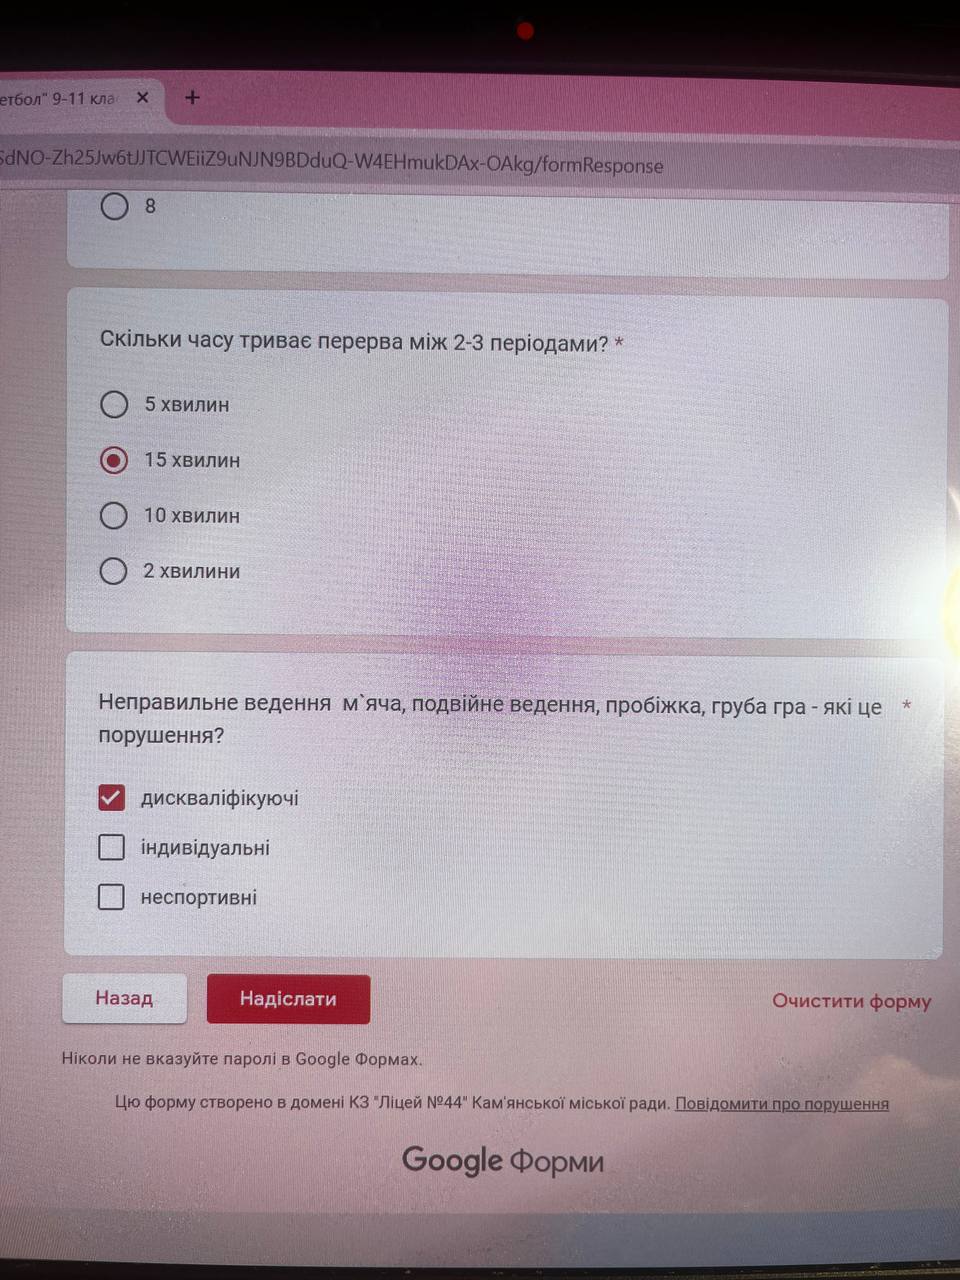 етбол" 9-11 кла
SdNO-Zh25Jw6tJJTCWEiiZ9uNJN9BDduQ-W4EHmukDAx-OAkg/formResponse
8
Скільки часу триває перерва між 2-3 періодами? *
5 хвилин
15 хвилин
10 хвилин
2 хвилини
Неправильне ведення м`яча, подвійне ведення, пробіжка, груба гра - які це *
порушення?
дискваліфікуючі
індивідуальні
неспортивні
Назад
Надіслати
Очистити форму
Ніколи не вказуйте паролі в Google Формах.
Цю форму створено в домені КЗ "Ліцей №44" Кам'янської міської ради. Повідомити про порушення
Google Форми